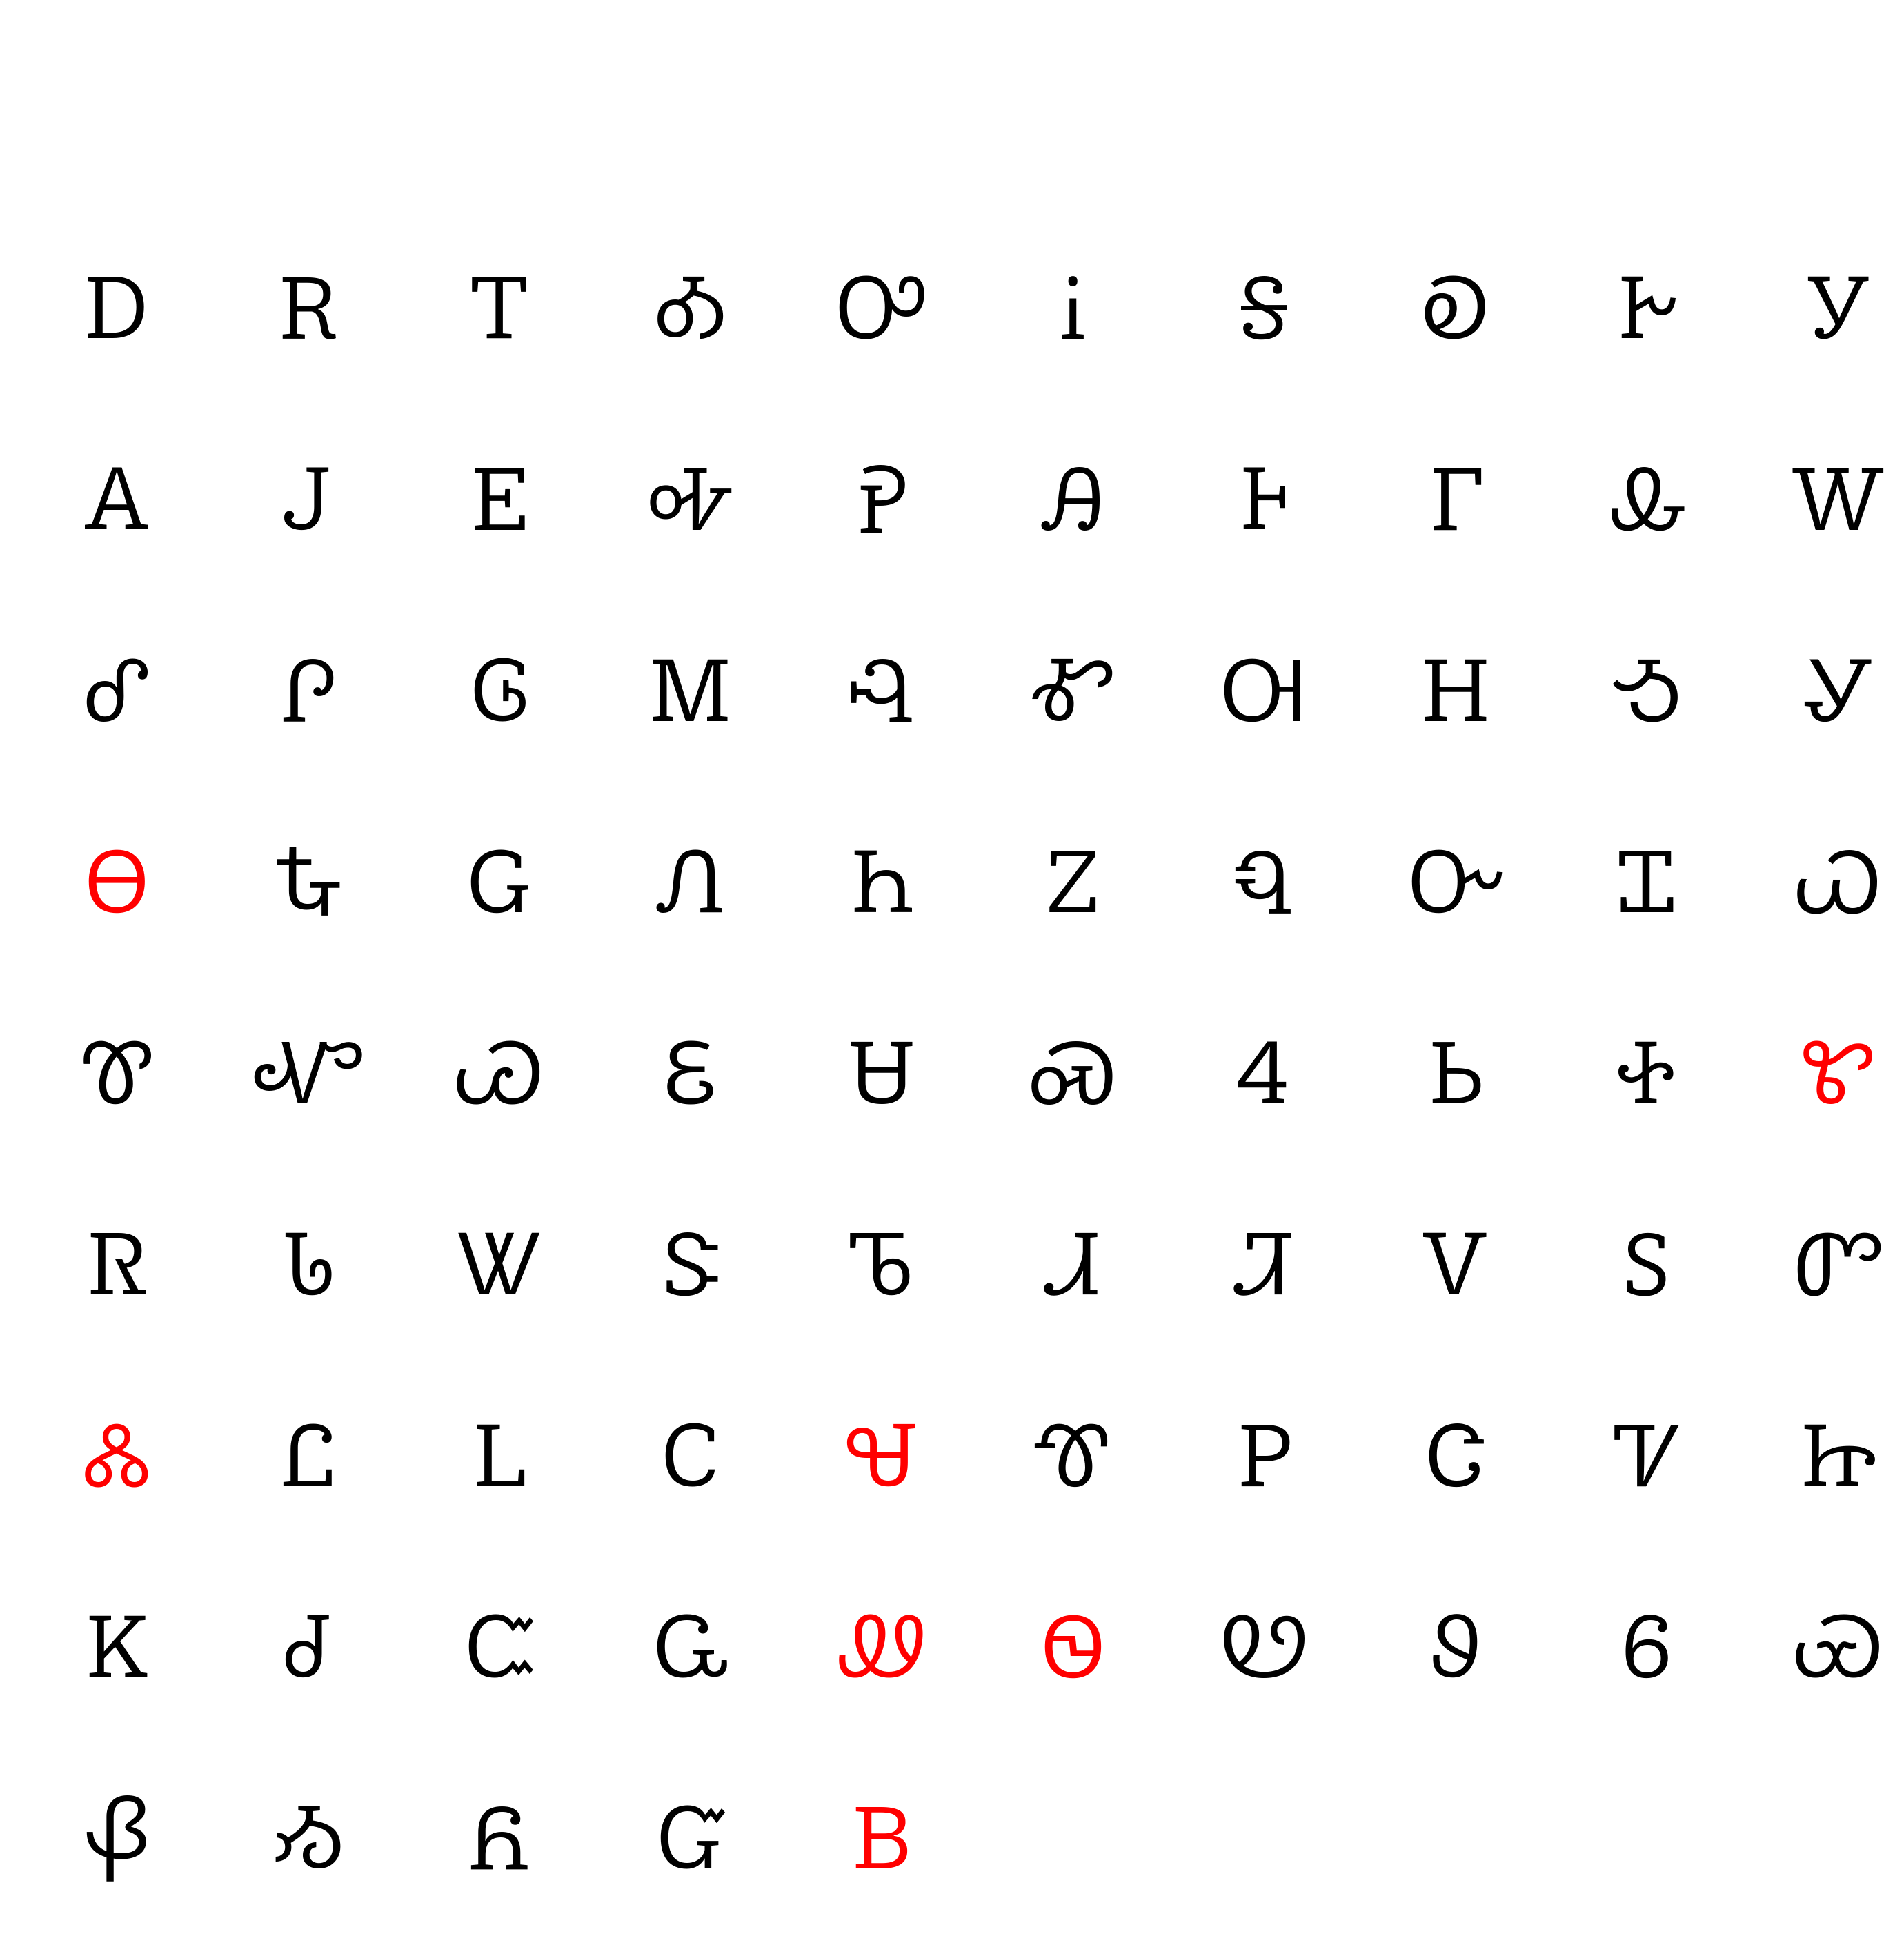 Ꭰ Ꭱ Ꭲ Ꭳ Ꭴ Ꭵ Ꭶ Ꭷ Ꭸ Ꭹ
Ꭺ Ꭻ Ꭼ Ꭽ Ꭾ Ꭿ Ꮀ Ꮁ Ꮂ Ꮃ
Ꮄ Ꮅ Ꮆ Ꮇ Ꮈ Ꮉ Ꮊ Ꮋ Ꮌ Ꮍ
Ꮎ Ꮏ Ꮐ Ꮑ Ꮒ Ꮓ Ꮔ Ꮕ Ꮖ Ꮗ
Ꮘ Ꮙ Ꮚ Ꮛ Ꮜ Ꮝ Ꮞ Ꮟ Ꮠ Ꮡ
Ꮢ Ꮣ Ꮤ Ꮥ Ꮦ Ꮧ Ꮨ Ꮩ Ꮪ Ꮫ
Ꮬ Ꮭ Ꮮ Ꮯ Ꮰ Ꮱ Ꮲ Ꮳ Ꮴ Ꮵ
Ꮶ Ꮷ Ꮸ Ꮹ Ꮺ Ꮻ Ꮼ Ꮽ Ꮾ Ꮿ
Ᏸ Ᏹ Ᏺ Ᏻ Ᏼ